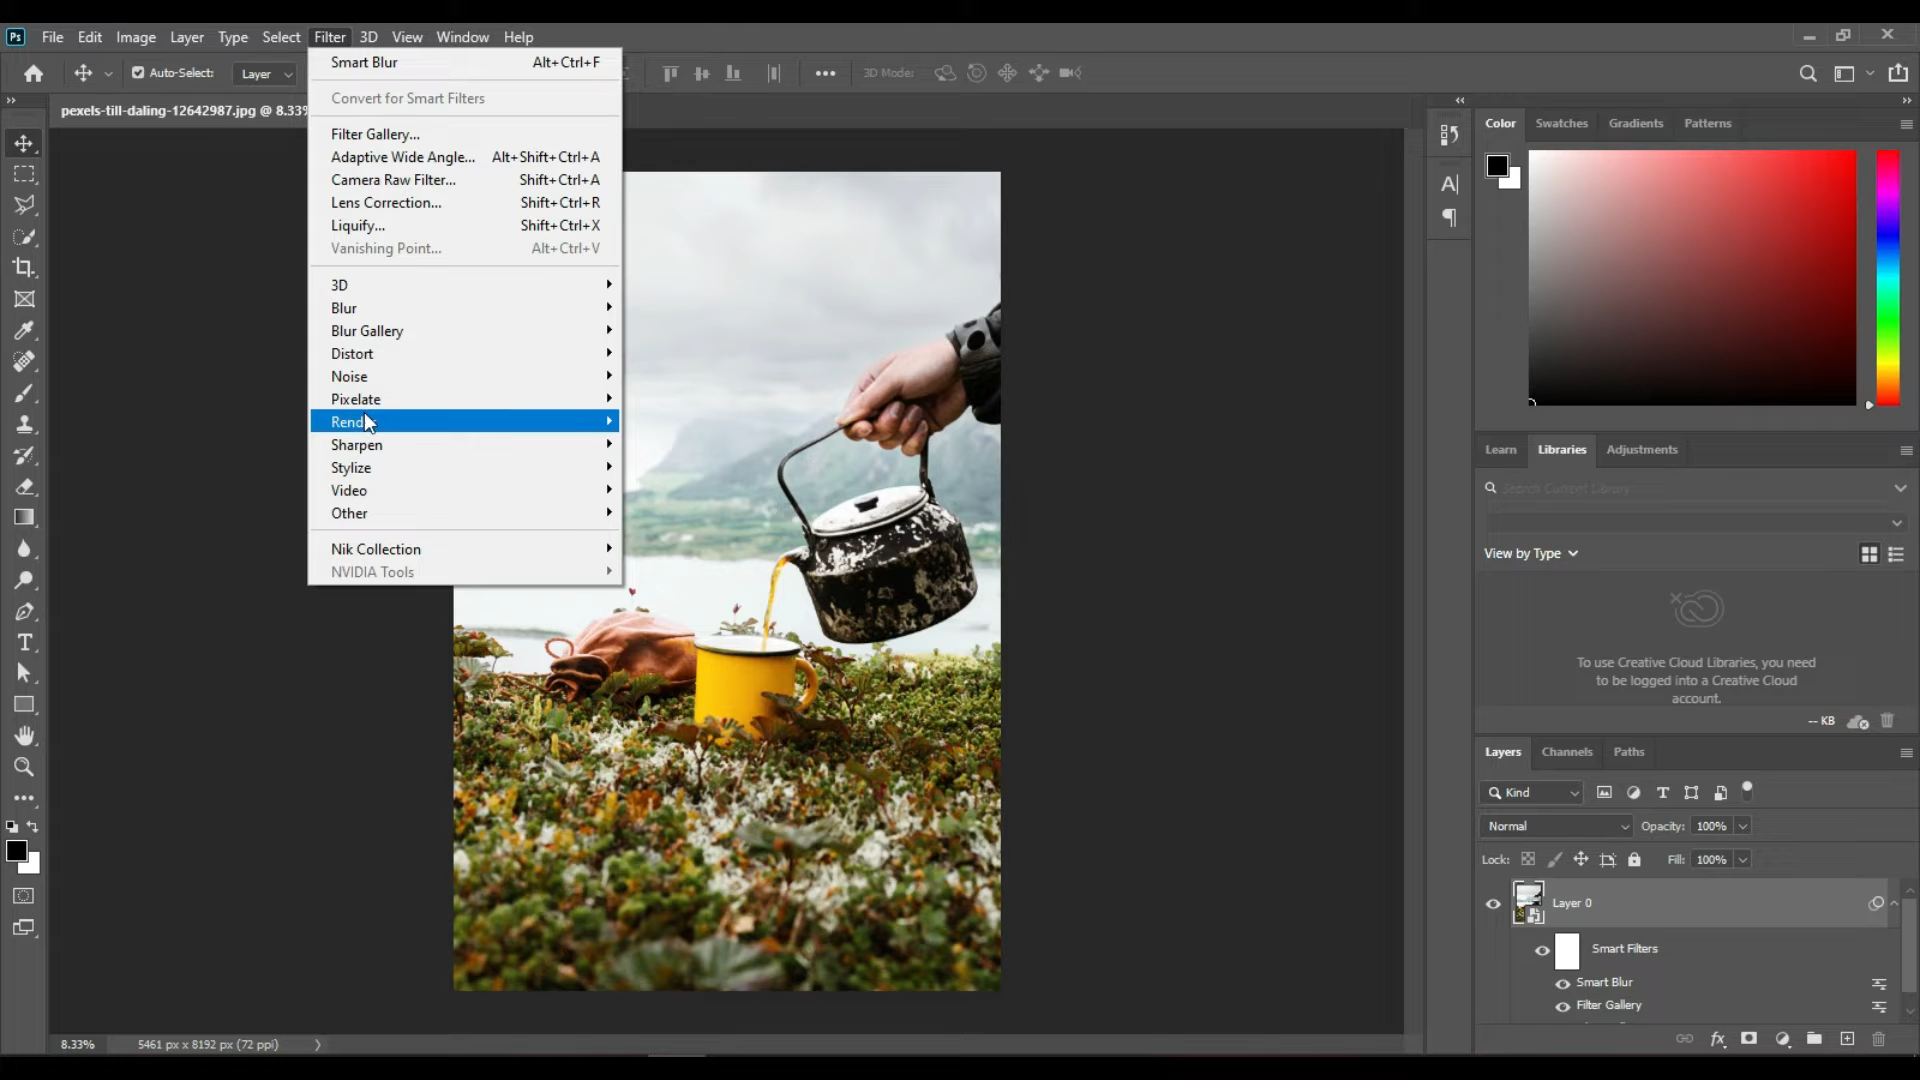 Ps File Edit Image Layer Type Select Filter 3D View Window Help
Auto-Select: Layer 3D Mode:
pexels-till-daling-12642987.jpg @ 8.33%
Smart Blur Alt+Ctrl+F
Convert for Smart Filters
Filter Gallery...
Adaptive Wide Angle... Alt+Shift+Ctrl+A
Camera Raw Filter... Shift+Ctrl+A
Lens Correction... Shift+Ctrl+R
Liquify... Shift+Ctrl+X
Vanishing Point... Alt+Ctrl+V
3D
Blur
Blur Gallery
Distort
Noise
Pixelate
Render
Sharpen
Stylize
Video
Other
Nik Collection
NVIDIA Tools
Color Swatches Gradients Patterns
Learn Libraries Adjustments
Search Current Library
View by Type
To use Creative Cloud Libraries, you need
to be logged into a Creative Cloud
account.
-- KB
Layers Channels Paths
Kind
Normal Opacity: 100%
Lock: Fill: 100%
Layer 0
Smart Filters
Smart Blur
Filter Gallery
fx
8.33% 5461 px x 8192 px (72 ppi)